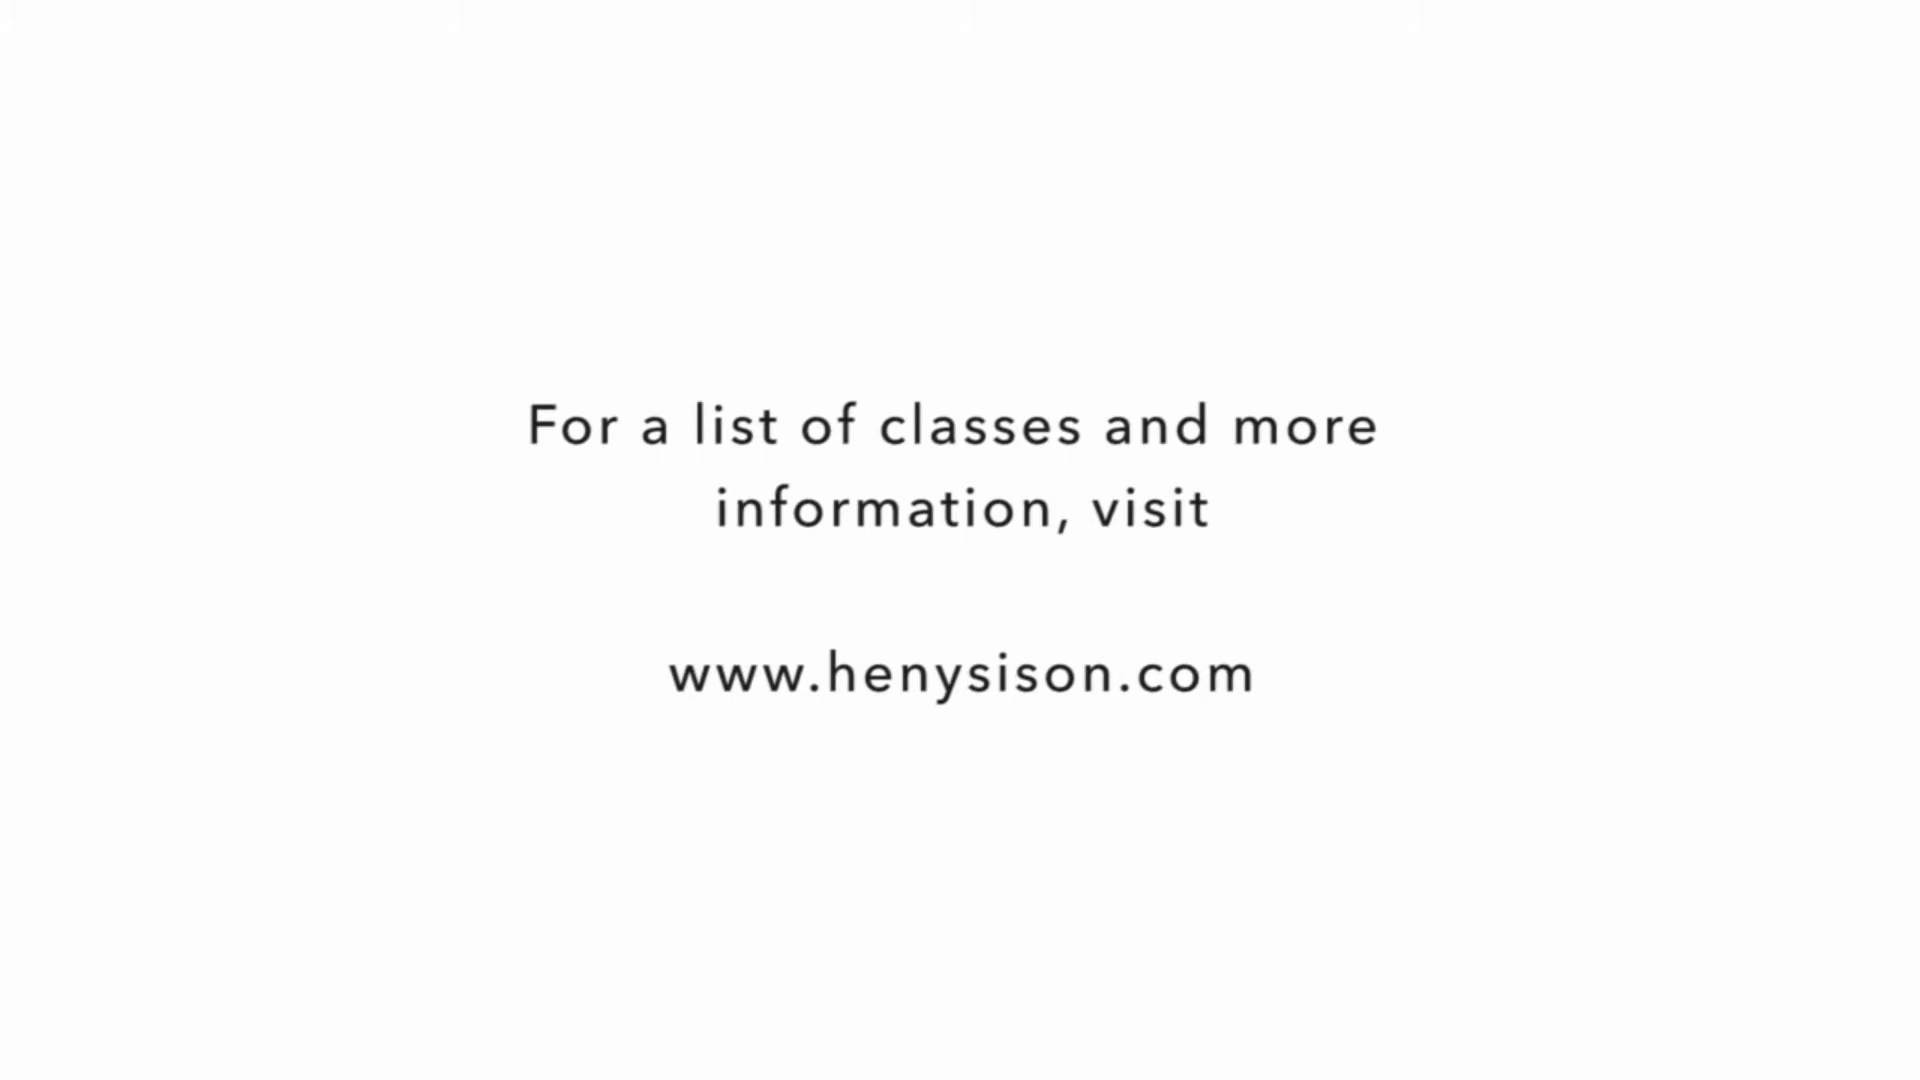 For a list of classes and more
information, visit
www.henysison.com